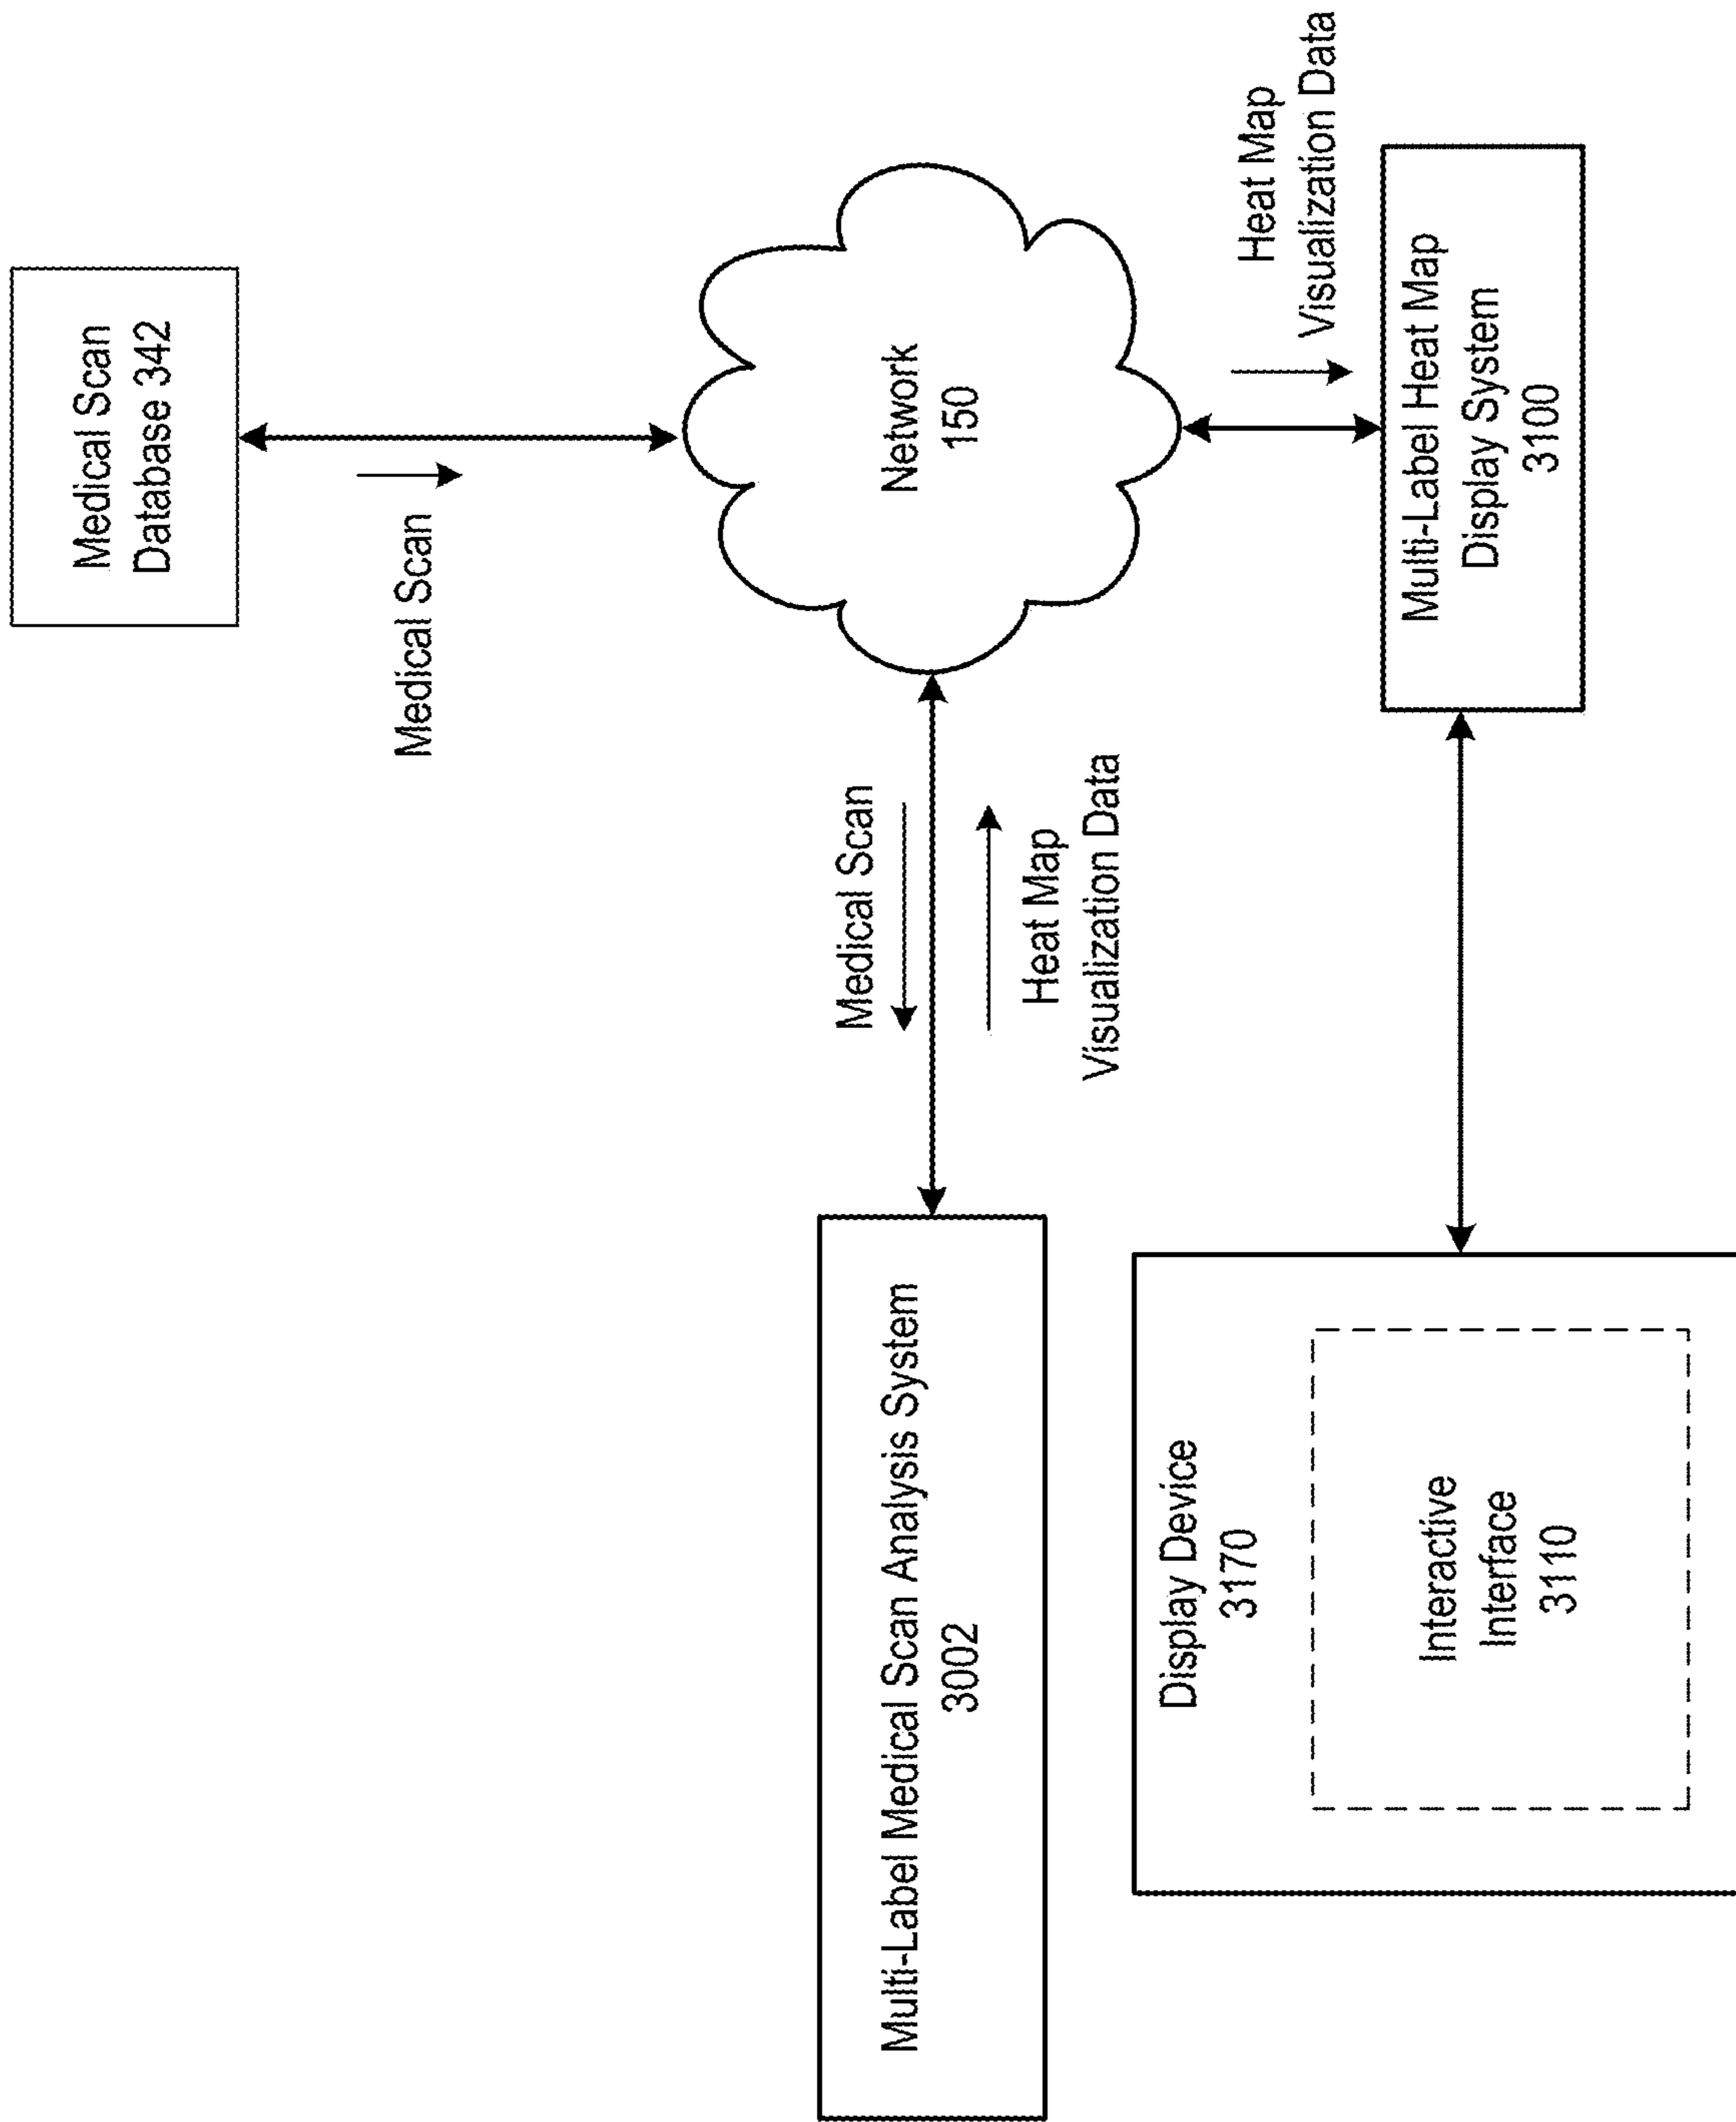 Medical Scan
Database 342
Medical Scan
Network
150
Medical Scan
Heat Map
Visualization Data
Heat Map
Visualization Data
Multi-Label Medical Scan Analysis System
3002
Multi-Label Heat Map
Display System
3100
Display Device
3170
Interactive
Interface
3110